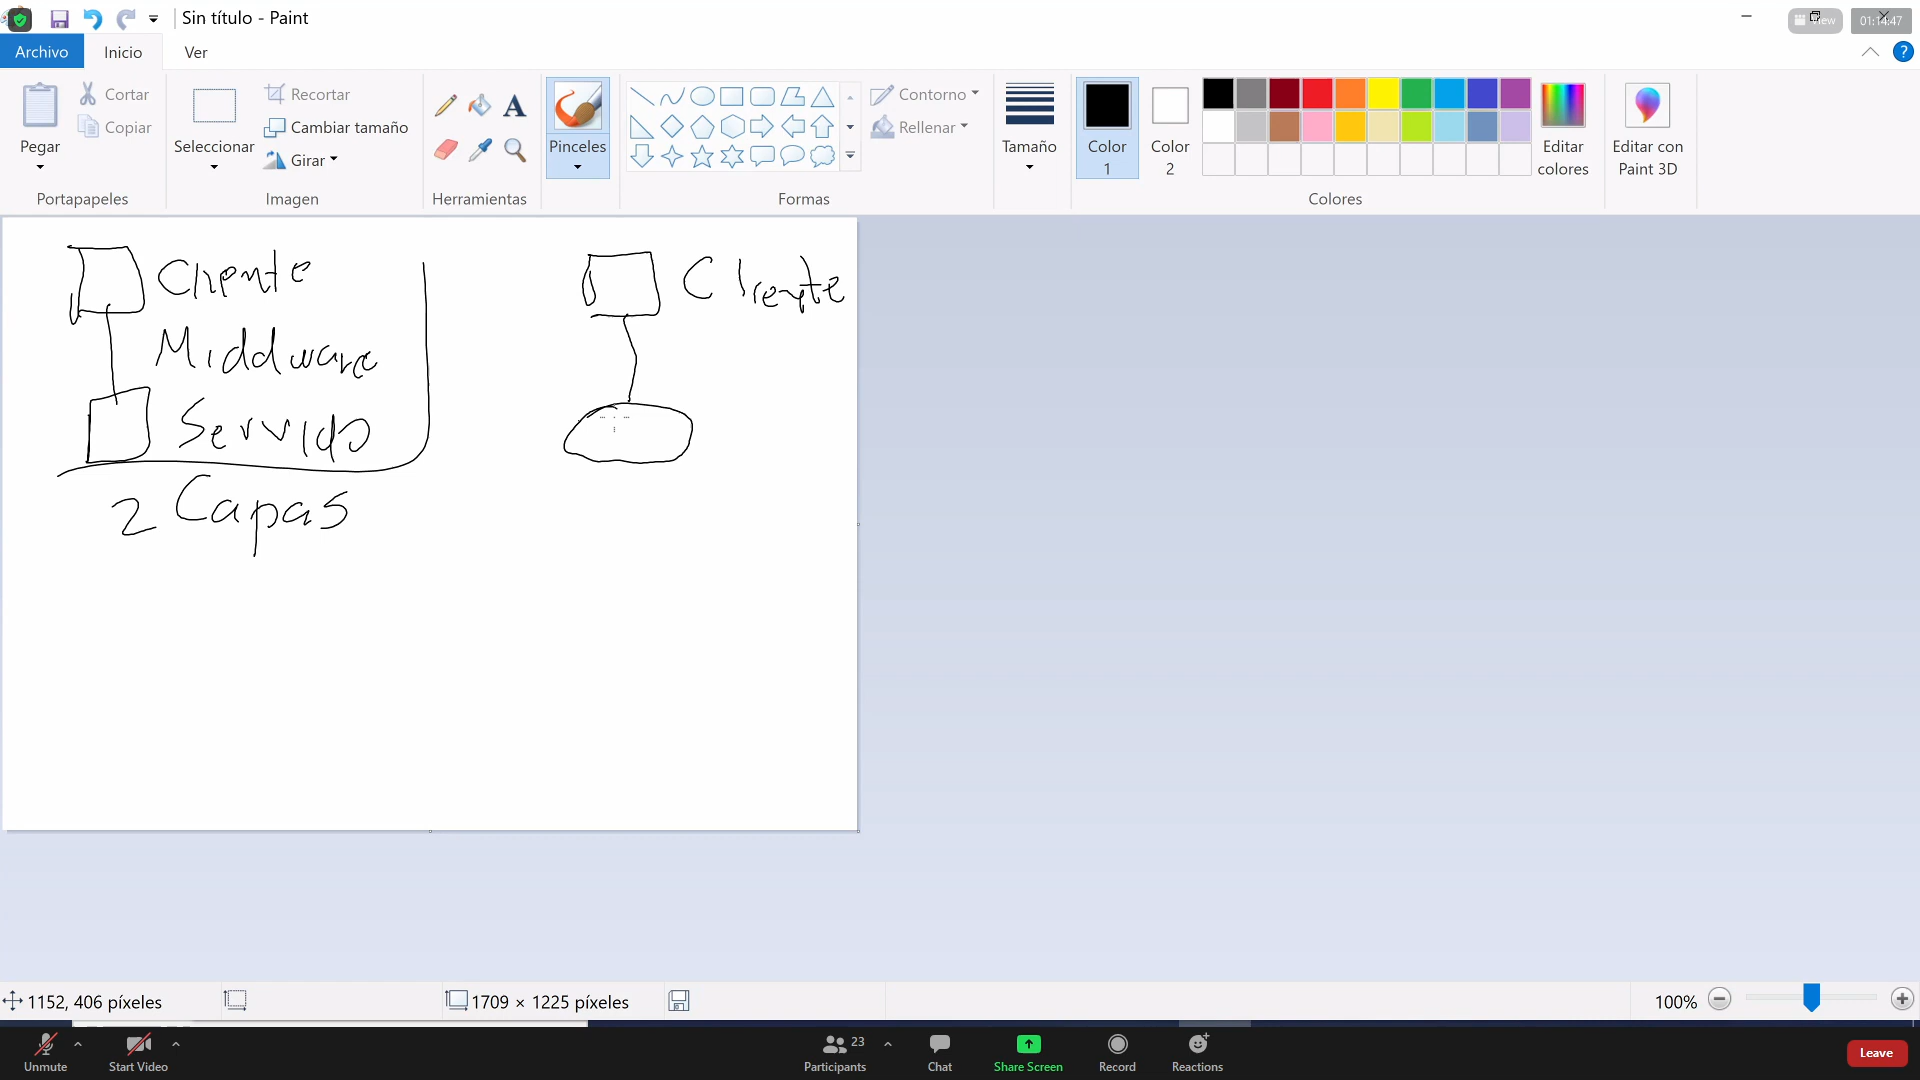 Sin título - Paint
View
01:14:47
Archivo
Inicio
Ver
Pegar
Cortar
Copiar
Portapapeles
Seleccionar
Recortar
Cambiar tamaño
Girar
Imagen
Herramientas
Pinceles
Formas
Contorno
Rellenar
Tamaño
Color
1
Color
2
Colores
Editar
colores
Editar con
Paint 3D
Cliente
Middware
Servido
2 Capas
Cliente
1152, 406 píxeles
1709 × 1225 píxeles
100%
Unmute
Start Video
Participants
23
Chat
Share Screen
Record
Reactions
Leave